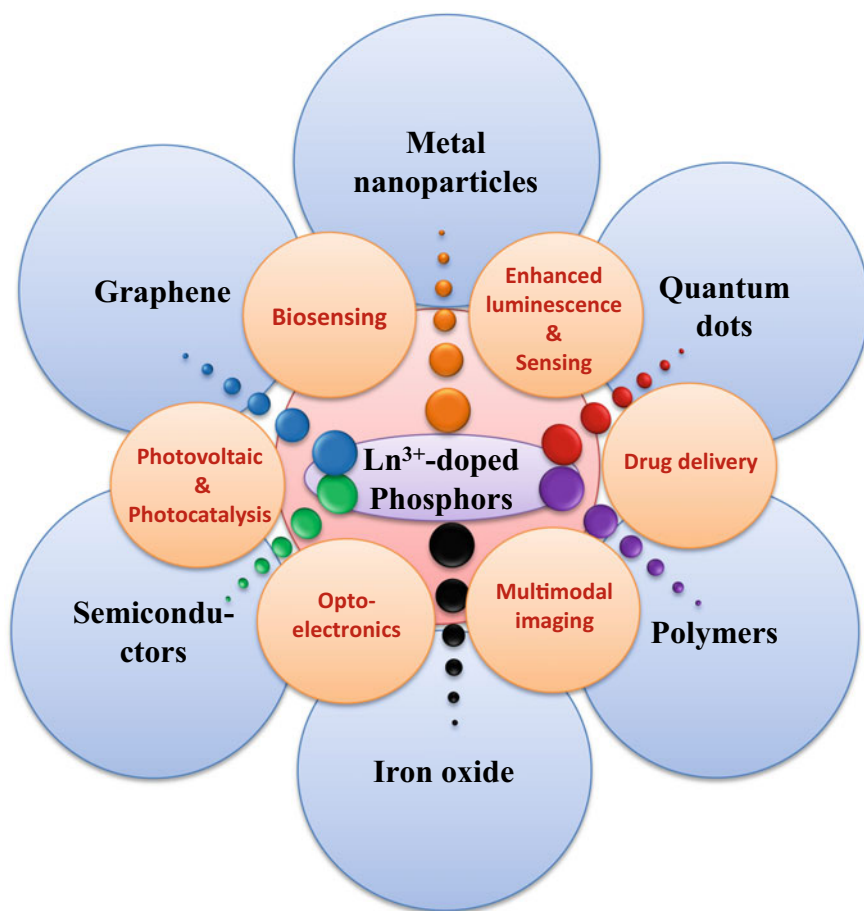 Metal
nanoparticles
Graphene
Biosensing
Enhanced
luminescence
&
Sensing
Quantum
dots
Photovoltaic
&
Photocatalysis
Ln³⁺-doped
Phosphors
Drug delivery
Semicondu-
ctors
Opto-
electronics
Multimodal
imaging
Polymers
Iron oxide